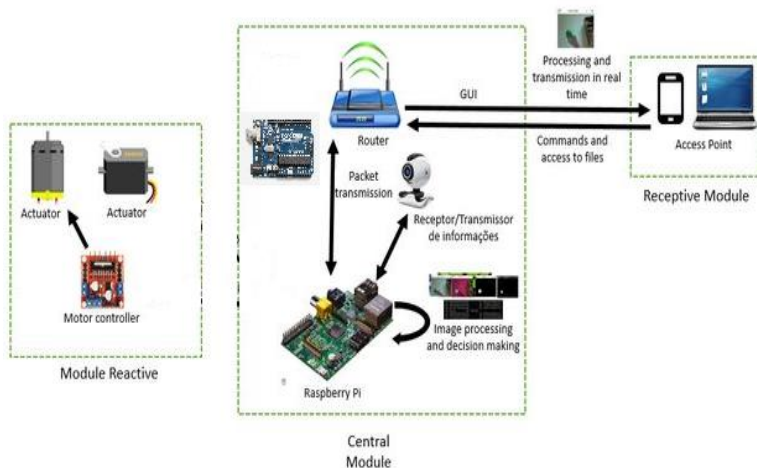 Actuator
Actuator
Motor controller
Module Reactive
Router
Packet
transmission
Receptor/Transmissor
de informações
Image processing
and decision making
Raspberry Pi
Central
Module
GUI
Processing and
transmission in real
time
Commands and
access to files
Access Point
Receptive Module